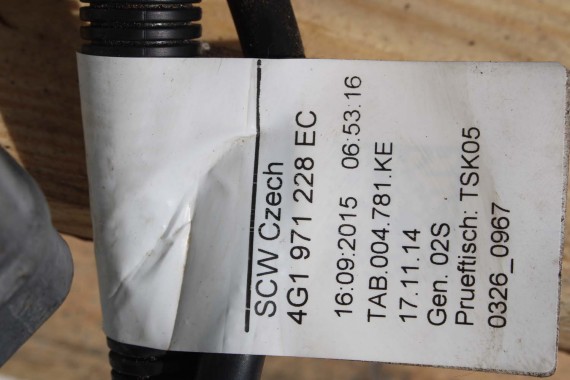 SCW Czech
4G1 971 228 EC
16:09:2015 06:53:16
TAB.004.781.KE
17.11.14
Gen. 02S
Prueftisch: TSK05
0326_0967